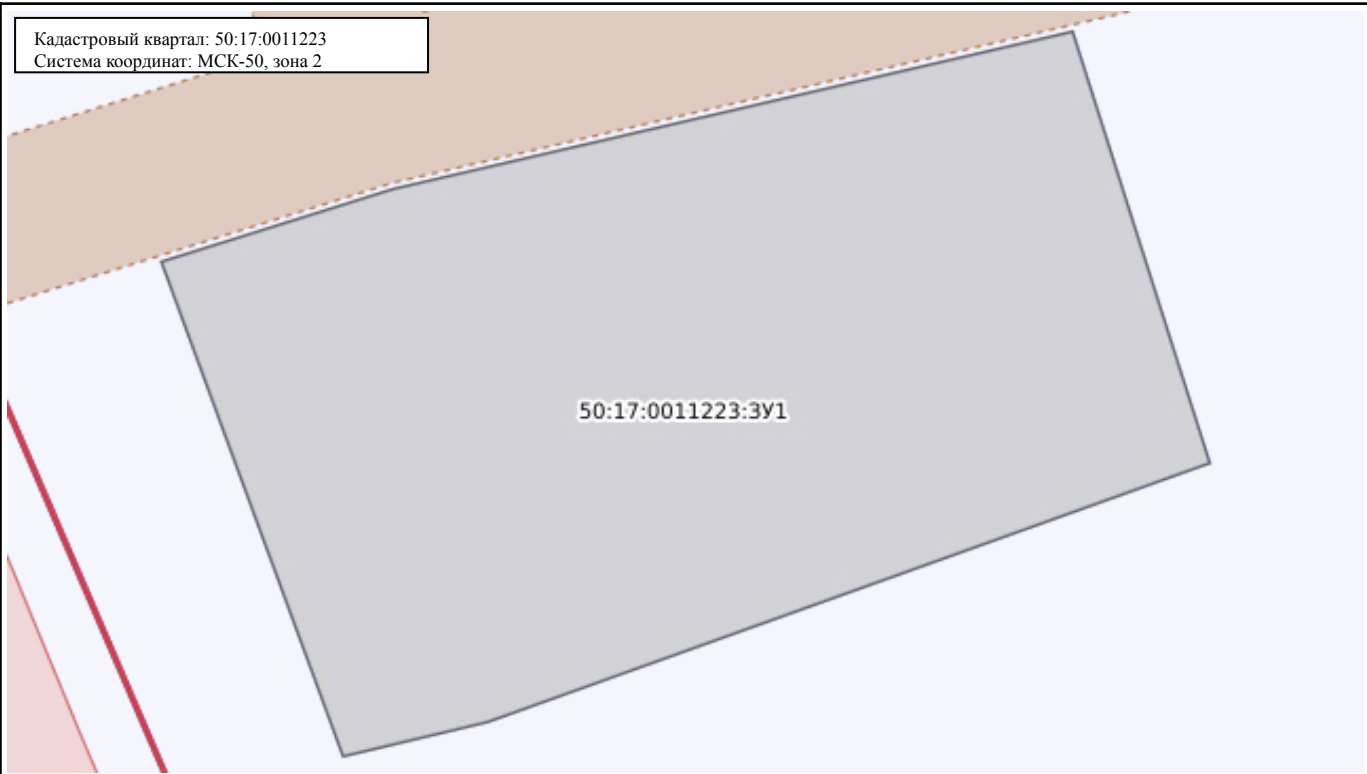 Кадастровый квартал: 50:17:0011223
Система координат: МСК-50, зона 2
50:17:0011223:ЗУ1